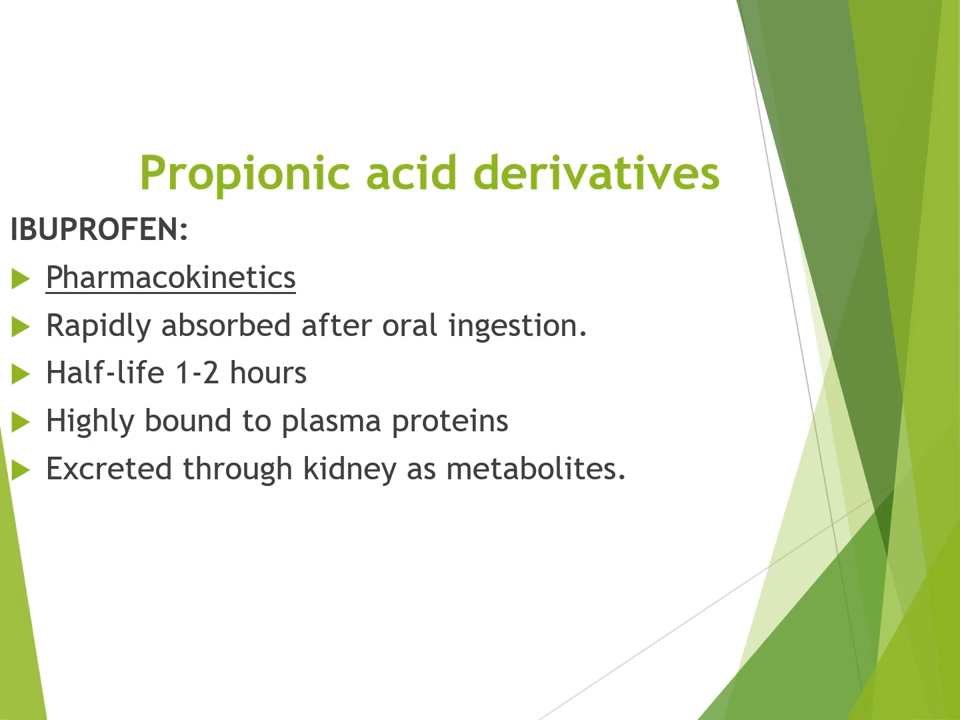 Propionic acid derivatives
IBUPROFEN:
Pharmacokinetics
Rapidly absorbed after oral ingestion.
Half-life 1-2 hours
Highly bound to plasma proteins
Excreted through kidney as metabolites.